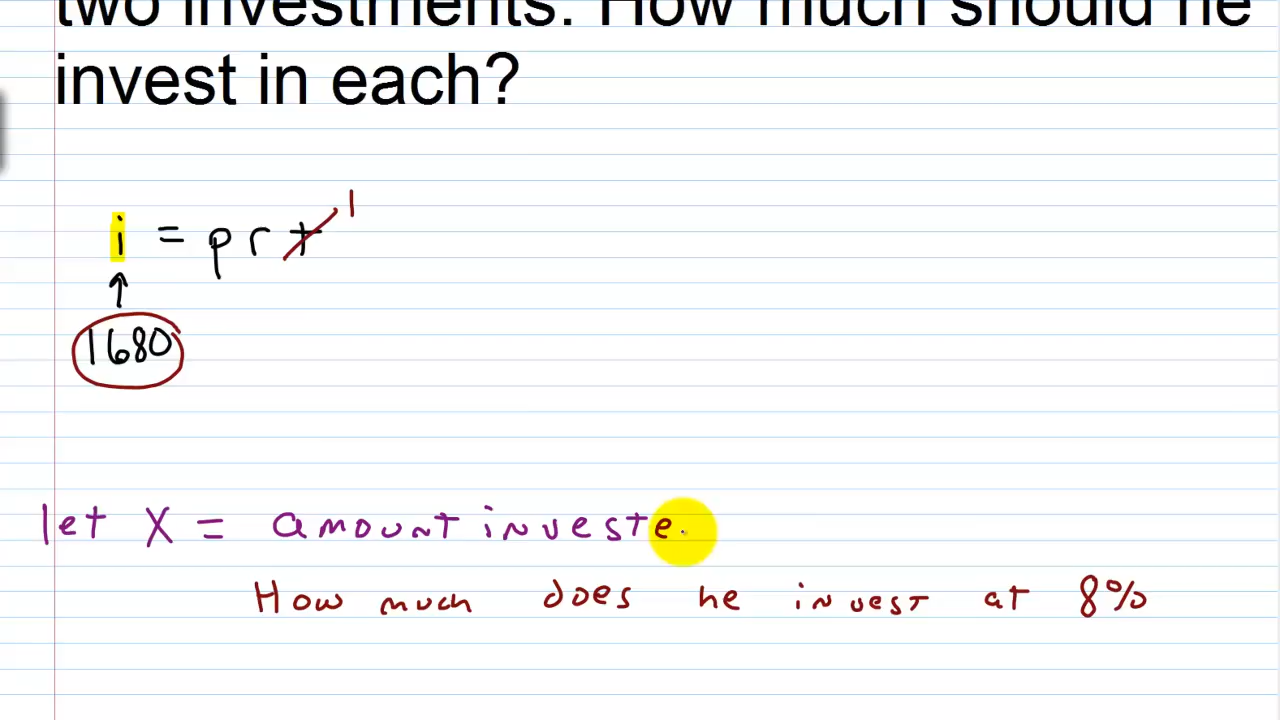 two investments. How much should he
invest in each?
i = prt 1
1680
let X = amount investe
How much does he invest at 8%